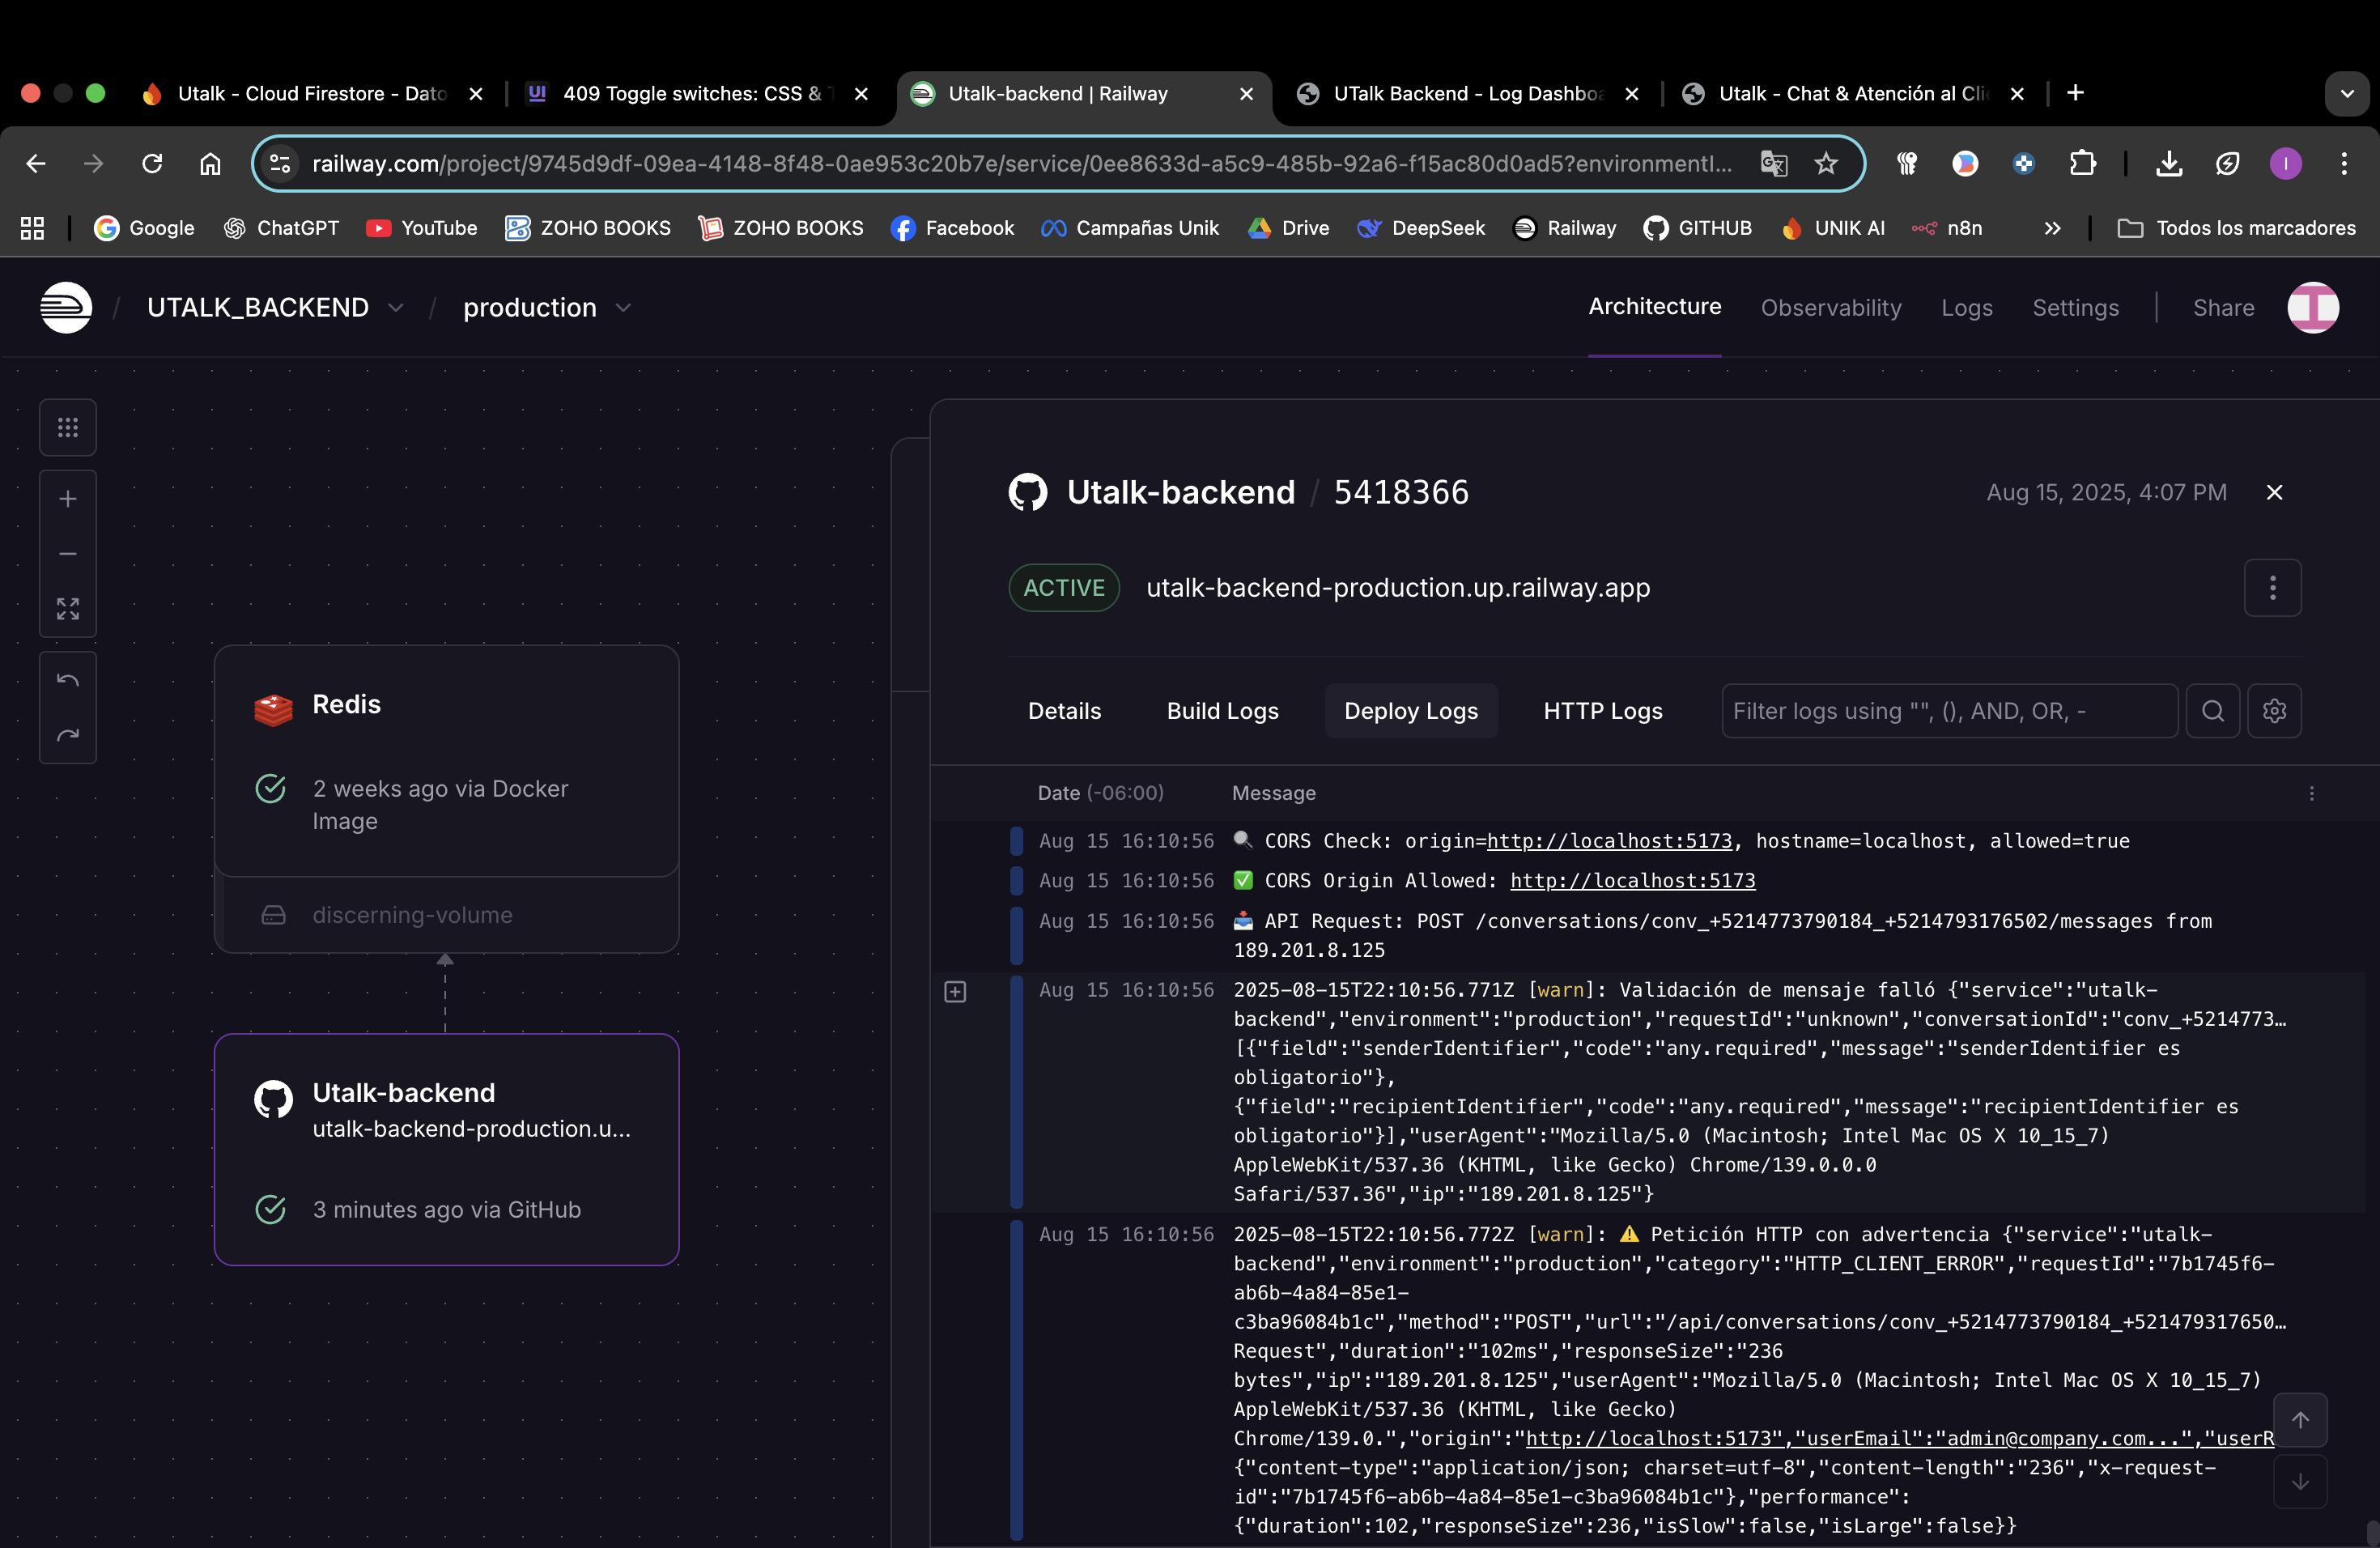 Utalk - Cloud Firestore - Dato
409 Toggle switches: CSS & T
Utalk-backend | Railway
UTalk Backend - Log Dashboa
Utalk - Chat & Atención al Clie
railway.com/project/9745d9df-09ea-4148-8f48-0ae953c20b7e/service/0ee8633d-a5c9-485b-92a6-f15ac80d0ad5?environmentI...
Google
ChatGPT
YouTube
ZOHO BOOKS
ZOHO BOOKS
Facebook
Campañas Unik
Drive
DeepSeek
Railway
GITHUB
UNIK AI
n8n
Todos los marcadores
/ UTALK_BACKEND / production
Architecture
Observability
Logs
Settings
Share
Utalk-backend / 5418366
Aug 15, 2025, 4:07 PM
ACTIVE
utalk-backend-production.up.railway.app
Redis
2 weeks ago via Docker
Image
discerning-volume
Utalk-backend
utalk-backend-production.u...
3 minutes ago via GitHub
Details
Build Logs
Deploy Logs
HTTP Logs
Filter logs using "", (), AND, OR, -
Date (-06:00)
Message
Aug 15 16:10:56 🔍 CORS Check: origin=http://localhost:5173, hostname=localhost, allowed=true
Aug 15 16:10:56 ✅ CORS Origin Allowed: http://localhost:5173
Aug 15 16:10:56 📥 API Request: POST /conversations/conv_+5214773790184_+5214793176502/messages from
189.201.8.125
Aug 15 16:10:56 2025-08-15T22:10:56.771Z [warn]: Validación de mensaje falló {"service":"utalk-
backend","environment":"production","requestId":"unknown","conversationId":"conv_+5214773…
[{"field":"senderIdentifier","code":"any.required","message":"senderIdentifier es
obligatorio"},
{"field":"recipientIdentifier","code":"any.required","message":"recipientIdentifier es
obligatorio"}],"userAgent":"Mozilla/5.0 (Macintosh; Intel Mac OS X 10_15_7)
AppleWebKit/537.36 (KHTML, like Gecko) Chrome/139.0.0.0
Safari/537.36","ip":"189.201.8.125"}
Aug 15 16:10:56 2025-08-15T22:10:56.772Z [warn]: ⚠️ Petición HTTP con advertencia {"service":"utalk-
backend","environment":"production","category":"HTTP_CLIENT_ERROR","requestId":"7b1745f6-
ab6b-4a84-85e1-
c3ba96084b1c","method":"POST","url":"/api/conversations/conv_+5214773790184_+521479317650…
Request","duration":"102ms","responseSize":"236
bytes","ip":"189.201.8.125","userAgent":"Mozilla/5.0 (Macintosh; Intel Mac OS X 10_15_7)
AppleWebKit/537.36 (KHTML, like Gecko)
Chrome/139.0.","origin":"http://localhost:5173","userEmail":"admin@company.com...","userR
{"content-type":"application/json; charset=utf-8","content-length":"236","x-request-
id":"7b1745f6-ab6b-4a84-85e1-c3ba96084b1c"},"performance":
{"duration":102,"responseSize":236,"isSlow":false,"isLarge":false}}